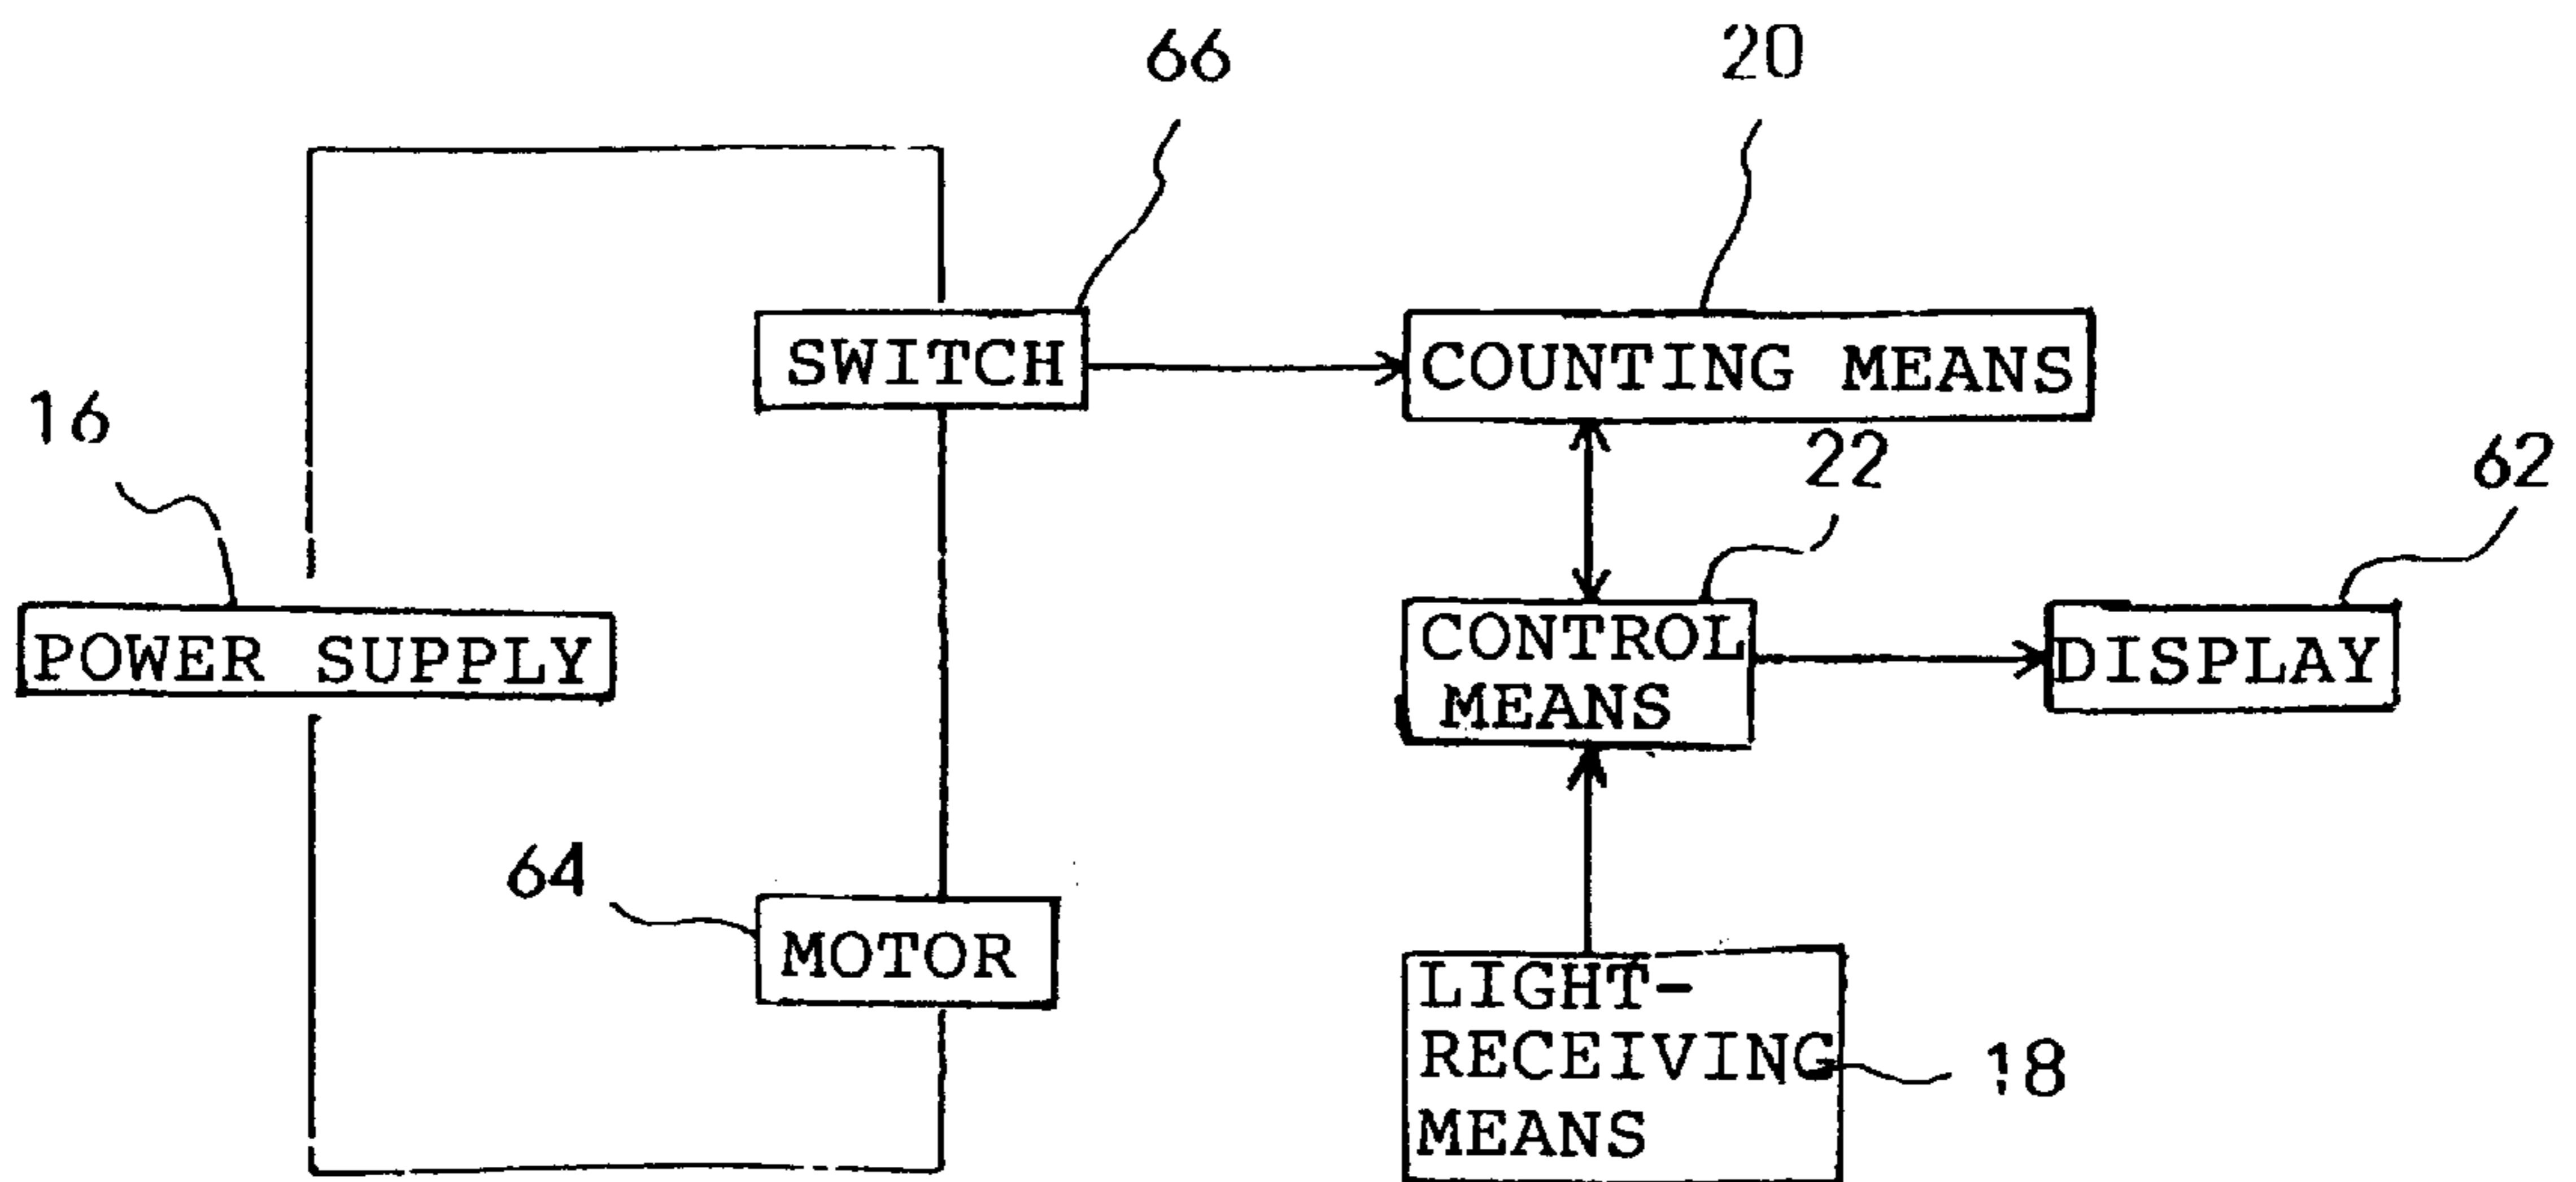 66
20
SWITCH
COUNTING MEANS
16
22
62
POWER SUPPLY
CONTROL
MEANS
DISPLAY
64
MOTOR
LIGHT-
RECEIVING
MEANS
18